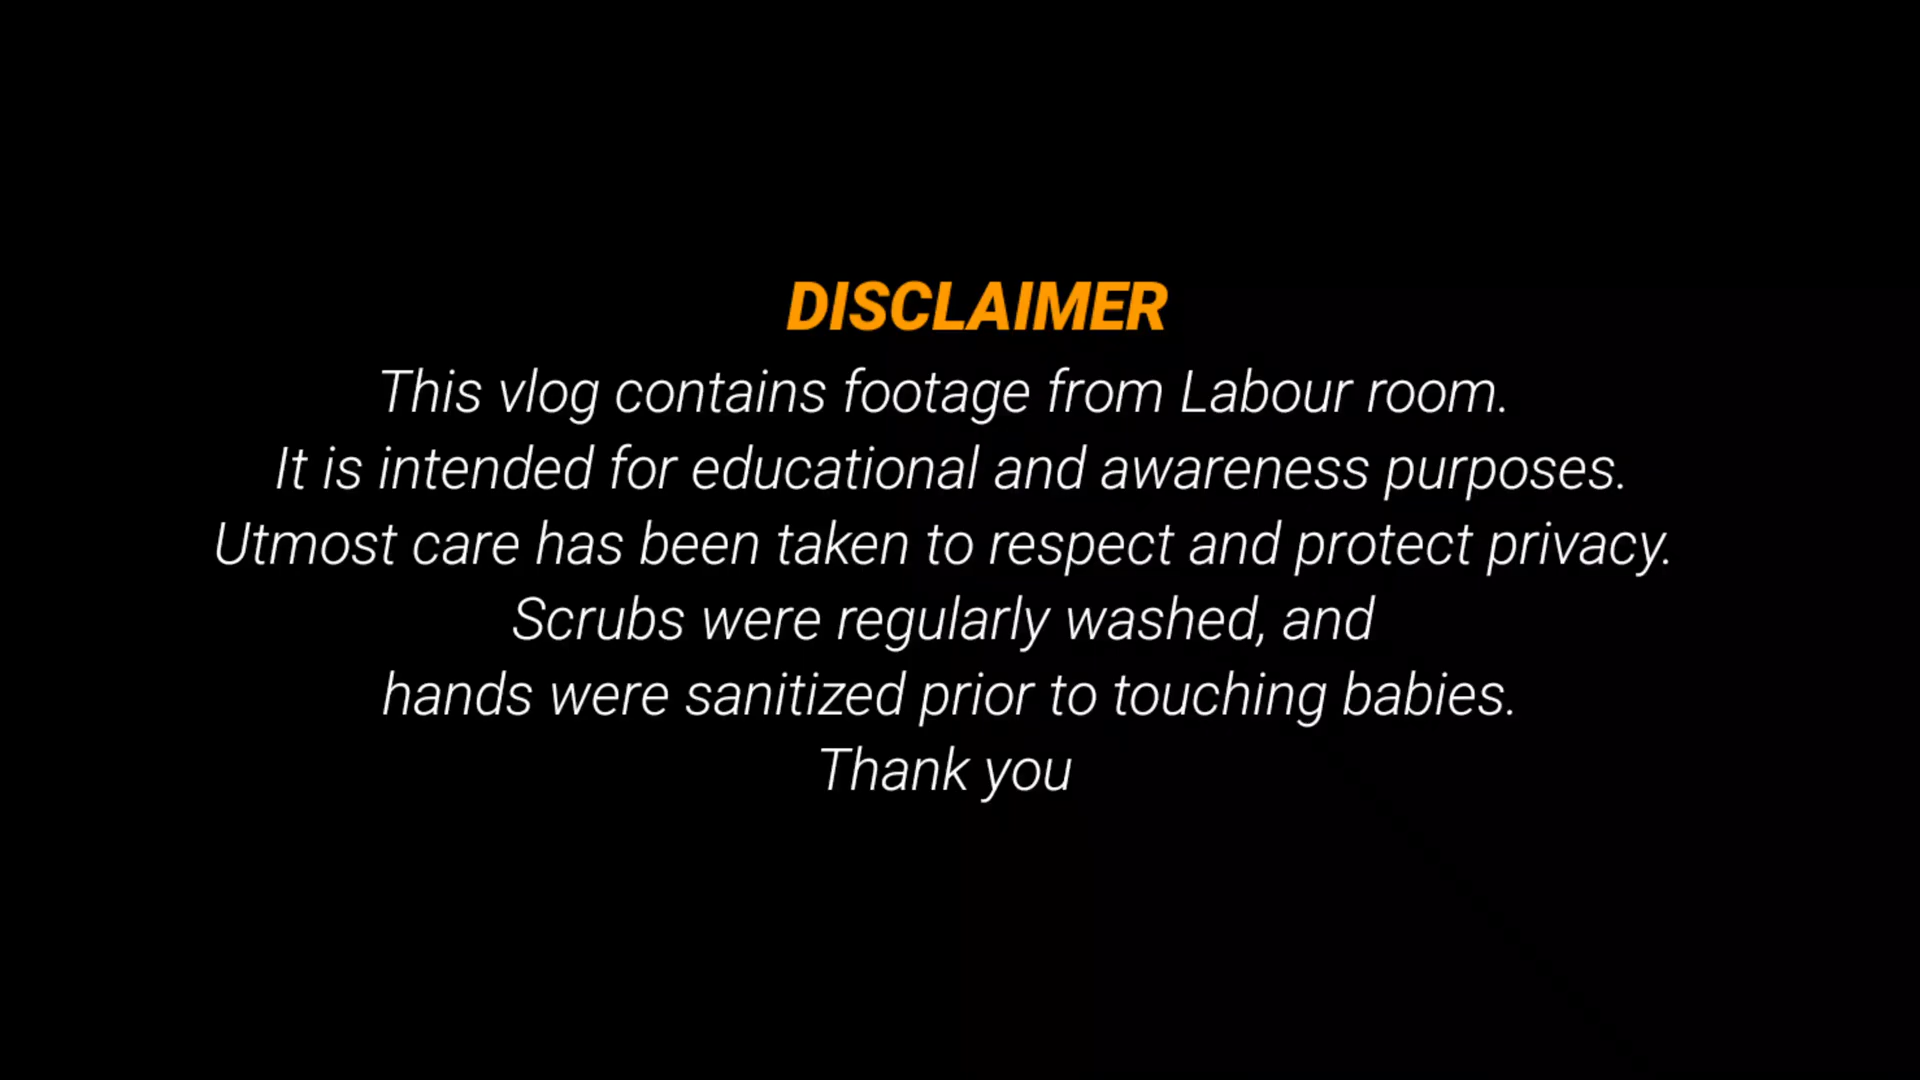 DISCLAIMER
This vlog contains footage from Labour room.
It is intended for educational and awareness purposes.
Utmost care has been taken to respect and protect privacy.
Scrubs were regularly washed, and
hands were sanitized prior to touching babies.
Thank you